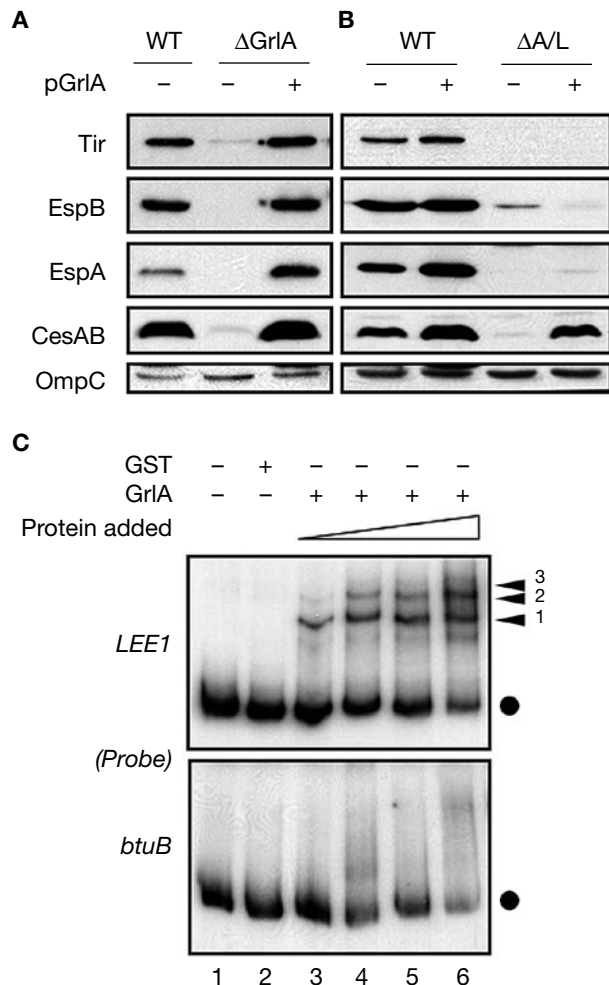 A
B
WT ΔGrlA WT ΔA/L
pGrlA – – + – + – +
Tir
EspB
EspA
CesAB
OmpC
C
GST – + – – – –
GrlA – – + + + +
Protein added
LEE1
3
2
1
(Probe)
btuB
1 2 3 4 5 6